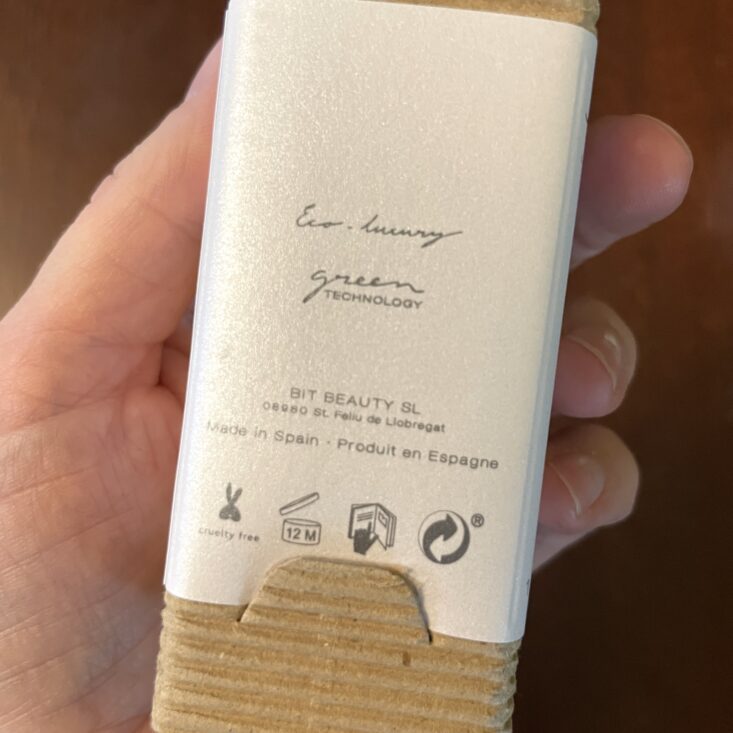 Eco-luxury
green
TECHNOLOGY
BIT BEAUTY SL
08980 St. Feliu de Llobregat
Made in Spain · Produit en Espagne
cruelty free
12 M
®